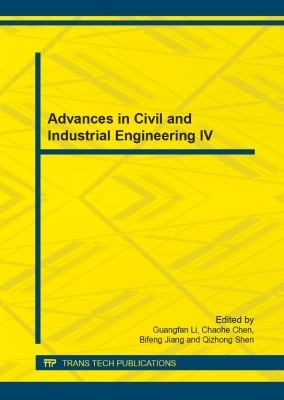 Advances in Civil and
Industrial Engineering IV
Edited by
Guangfan Li, Chaohe Chen,
Bifeng Jiang and Qizhong Shen
TTP TRANS TECH PUBLICATIONS